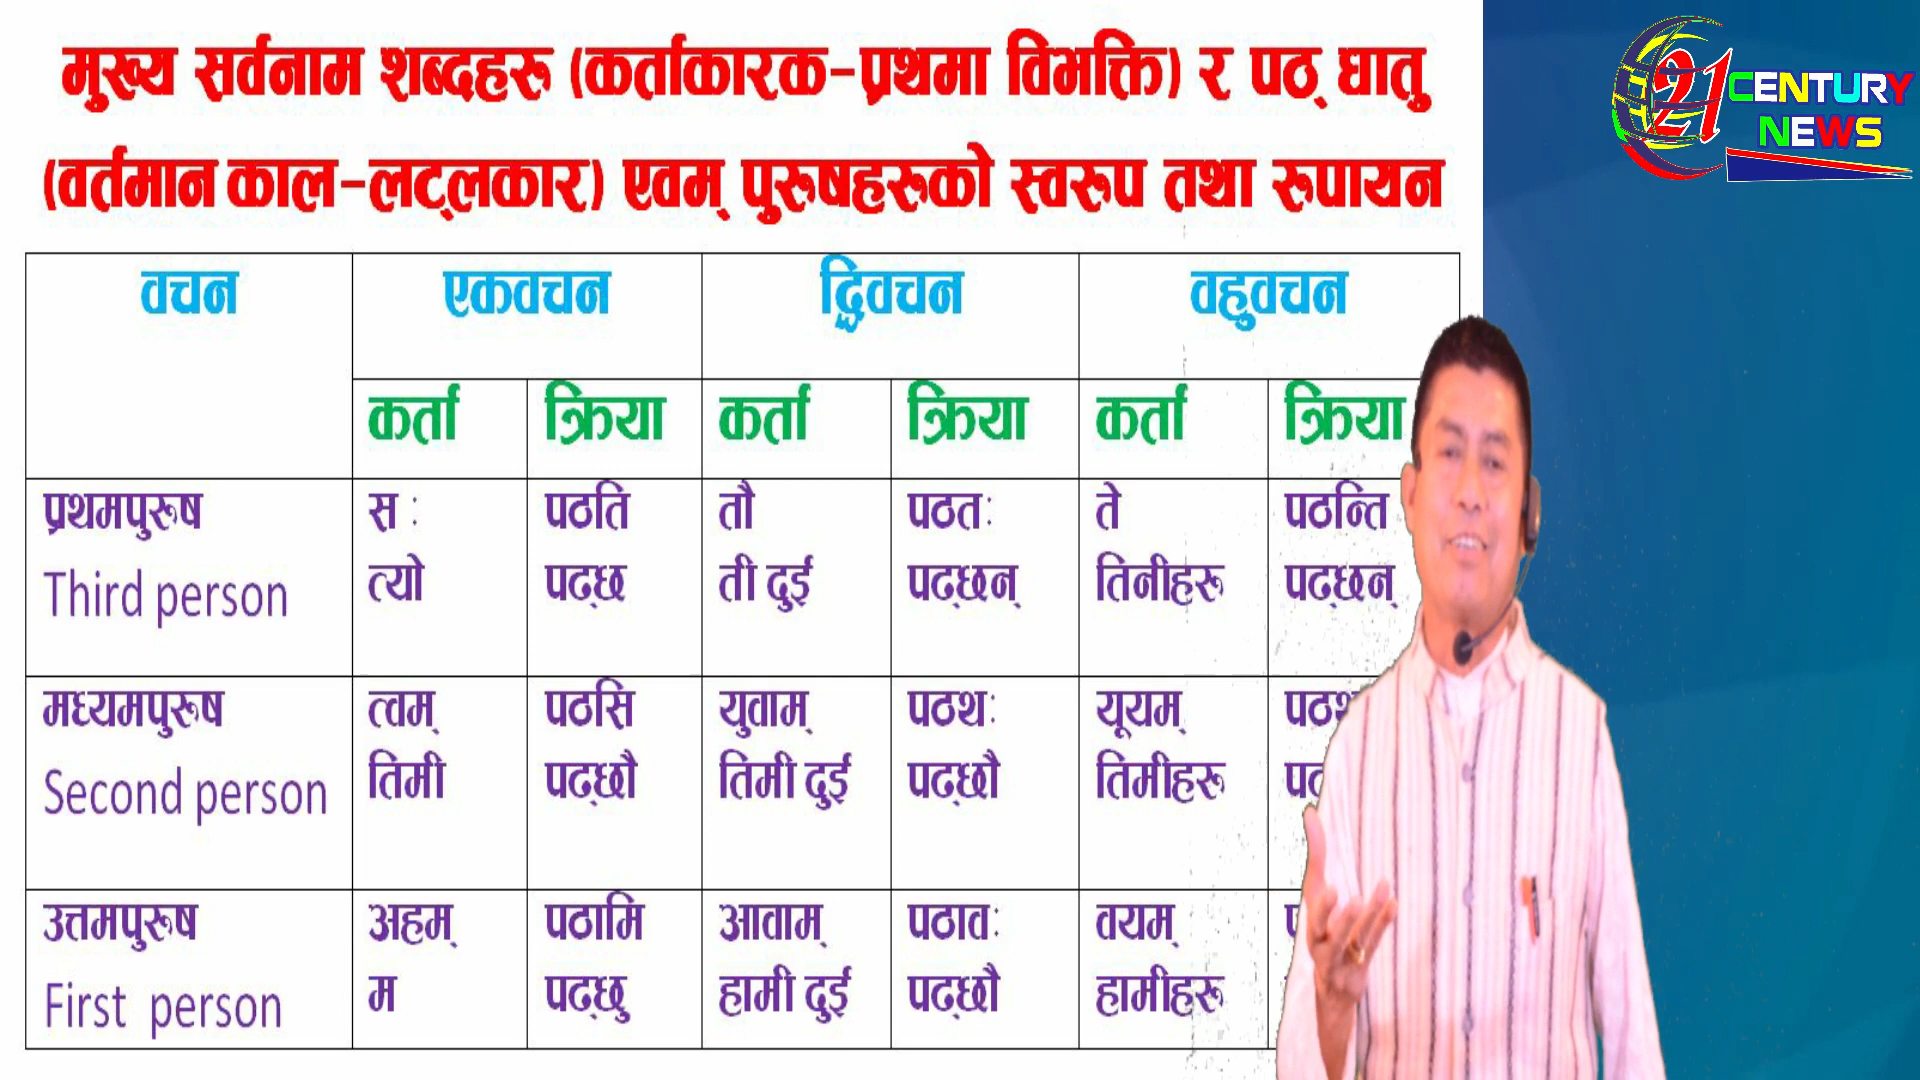 मुख्य सर्वनाम शब्दहरु (कर्ताकारक-प्रथमा विभक्ति) र पठ् धातु
(वर्तमान काल-लट्लकार) एवम् पुरुषहरुको स्वरुप तथा रुपायन
21 CENTURY
NEWS
वचन एकवचन द्विवचन वहुवचन
कर्ता क्रिया कर्ता क्रिया कर्ता क्रिया
प्रथमपुरुष सः पठति तौ पठतः ते पठन्ति
Third person त्यो पढ्छ ती दुई पढ्छन् तिनीहरु पढ्छन्
मध्यमपुरुष त्वम् पठसि युवाम् पठथः यूयम्
Second person तिमी पढ्छौ तिमी दुई पढ्छौ तिमीहरु
उत्तमपुरुष अहम् पठामि आवाम् पठावः वयम्
First person म पढ्छु हामी दुई पढ्छौ हामीहरु